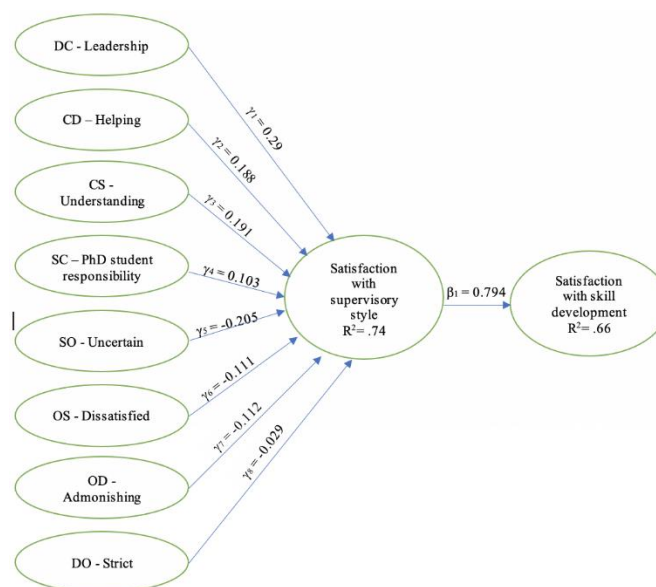 DC - Leadership
CD – Helping
CS -
Understanding
SC – PhD student
responsibility
SO - Uncertain
OS - Dissatisfied
OD -
Admonishing
DO - Strict
γ1 = 0.29
γ2 = 0.188
γ3 = 0.191
γ4 = 0.103
γ5 = -0.205
γ6 = -0.111
γ7 = -0.112
γ8 = -0.029
Satisfaction
with
supervisory
style
R²= .74
β1 = 0.794
Satisfaction
with skill
development
R²= .66